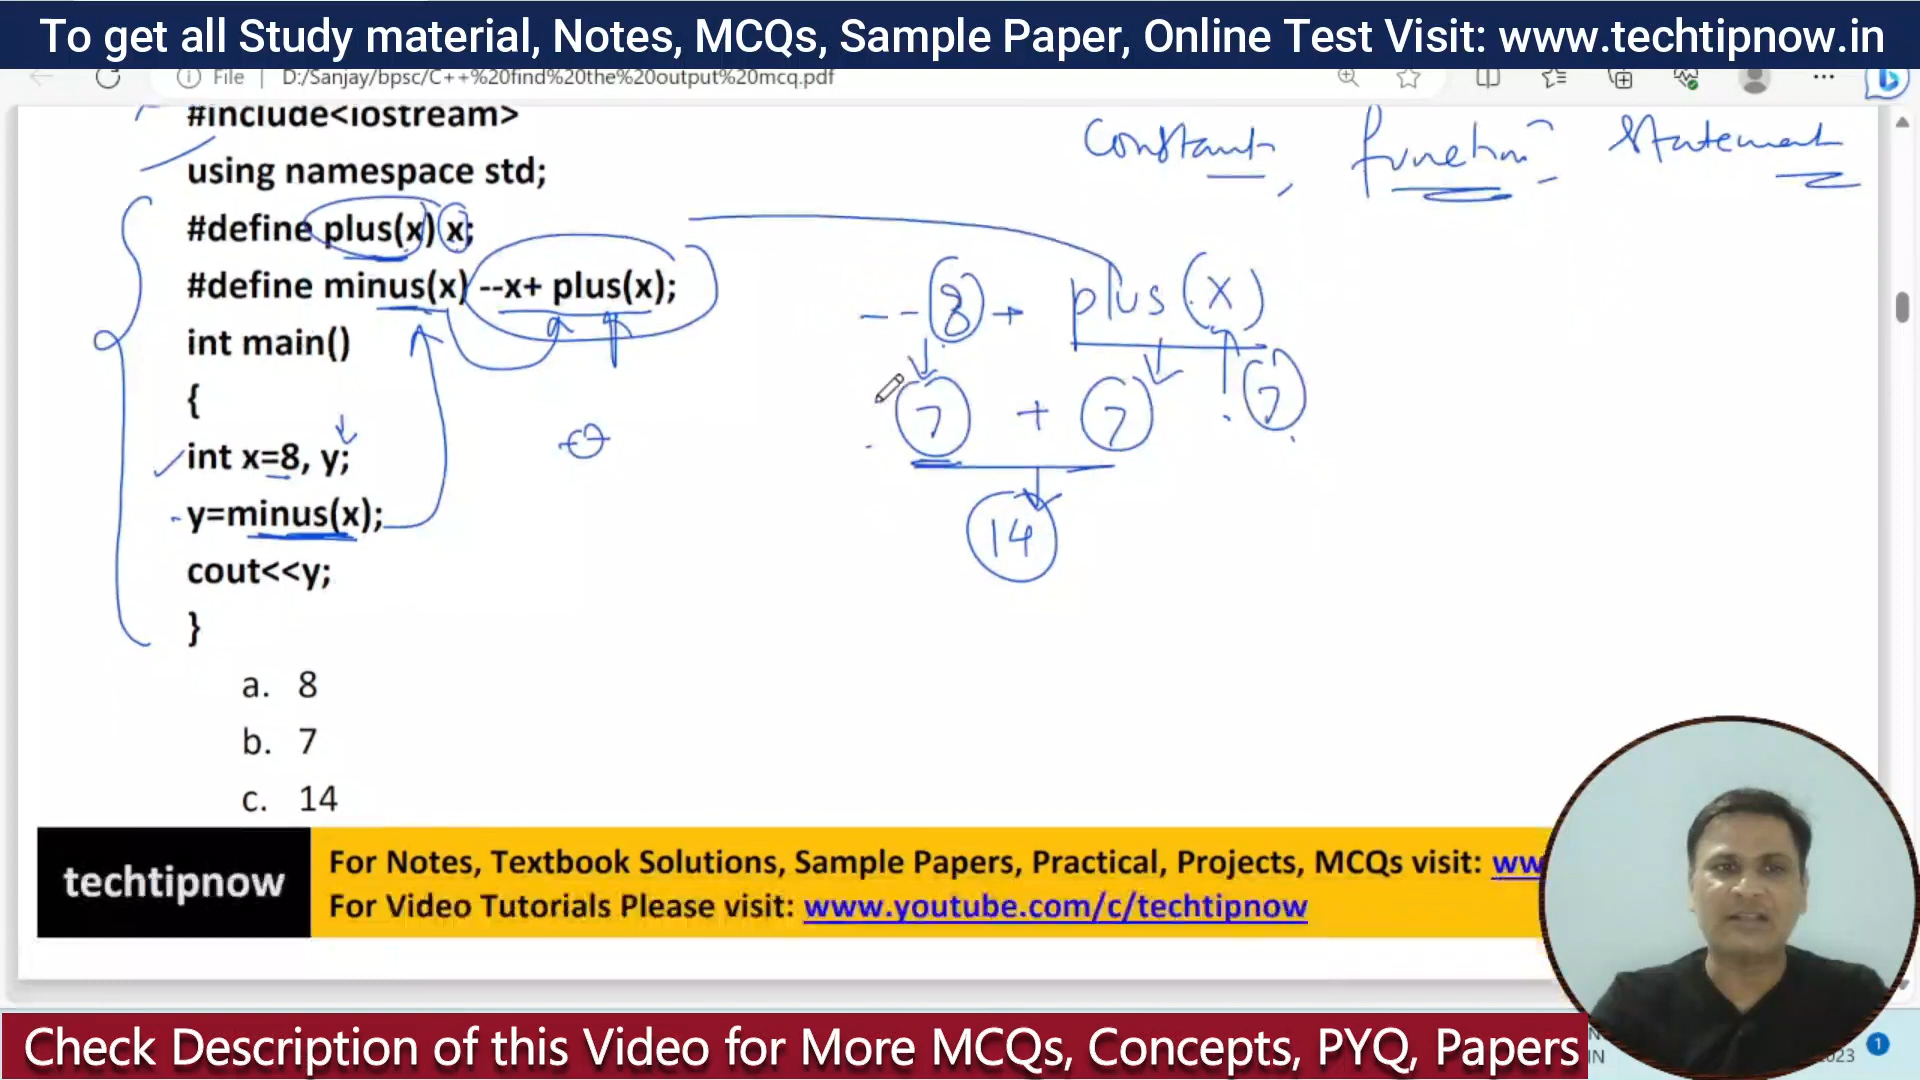 To get all Study material, Notes, MCQs, Sample Paper, Online Test Visit: www.techtipnow.in
File | D:/Sanjay/bpsc/C++%20find%20the%20output%20mcq.pdf
#include<iostream>
Constant, function statement
using namespace std;
#define plus(x) x;
#define minus(x) --x+ plus(x);
--8+ plus(x)
int main()
{
7 + 7
7
int x=8, y;
y=minus(x);
14
cout<<y;
}
a. 8
b. 7
c. 14
techtipnow
For Notes, Textbook Solutions, Sample Papers, Practical, Projects, MCQs visit: ww
For Video Tutorials Please visit: www.youtube.com/c/techtipnow
Check Description of this Video for More MCQs, Concepts, PYQ, Papers
IN
023
1